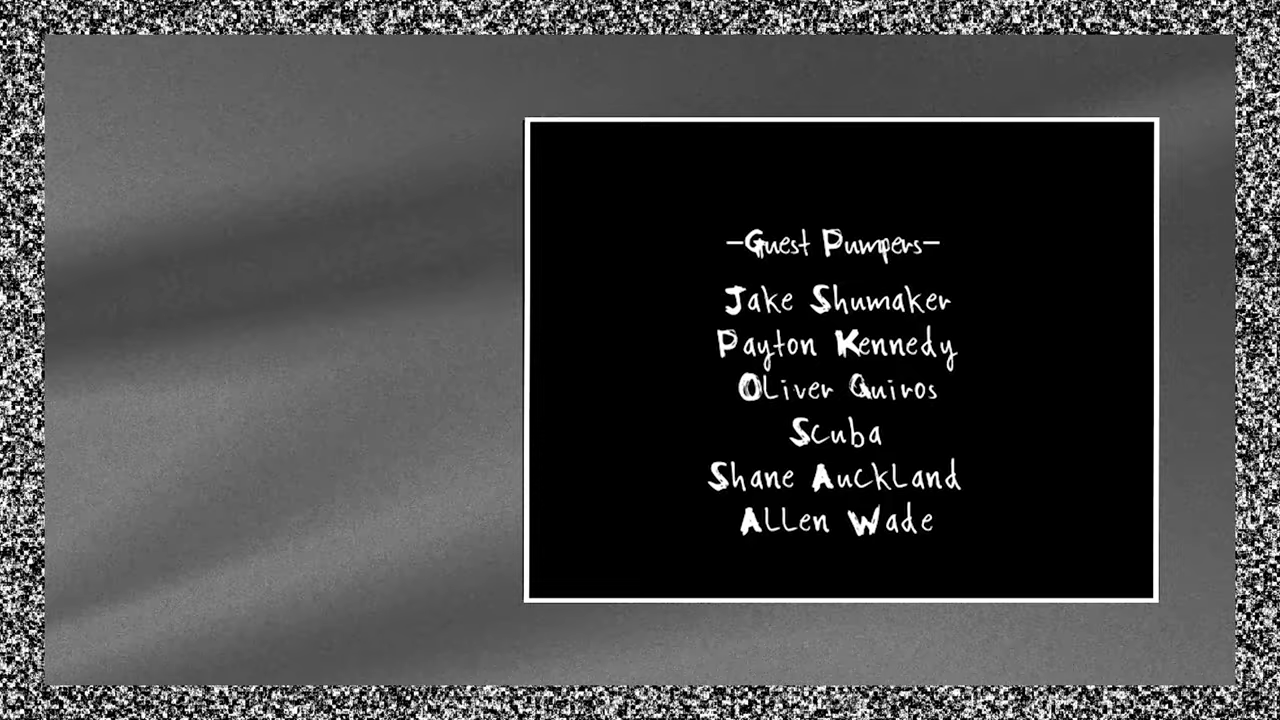 -Guest Pumpers-
Jake Shumaker
Payton Kennedy
Oliver Quiros
Scuba
Shane Auckland
Allen Wade